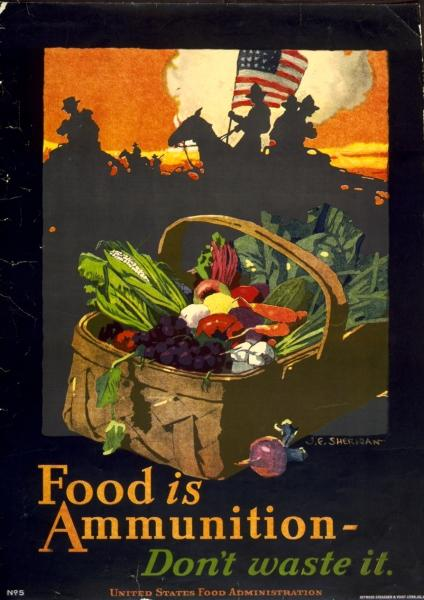 J.E. SHERIDAN
Food is
Ammunition-
Don't waste it.
UNITED STATES FOOD ADMINISTRATION
Nº5